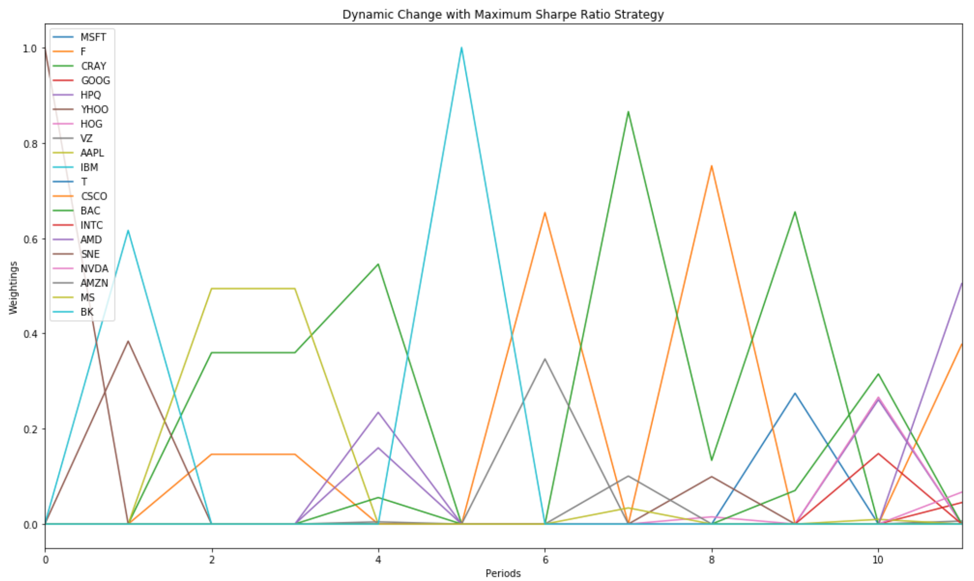 Dynamic Change with Maximum Sharpe Ratio Strategy
MSFT
F
CRAY
GOOG
HPQ
YHOO
HOG
VZ
AAPL
IBM
T
CSCO
BAC
INTC
AMD
SNE
NVDA
AMZN
MS
BK
1.0
0.8
0.6
0.4
0.2
0.0
Weightings
0 2 4 6 8 10
Periods